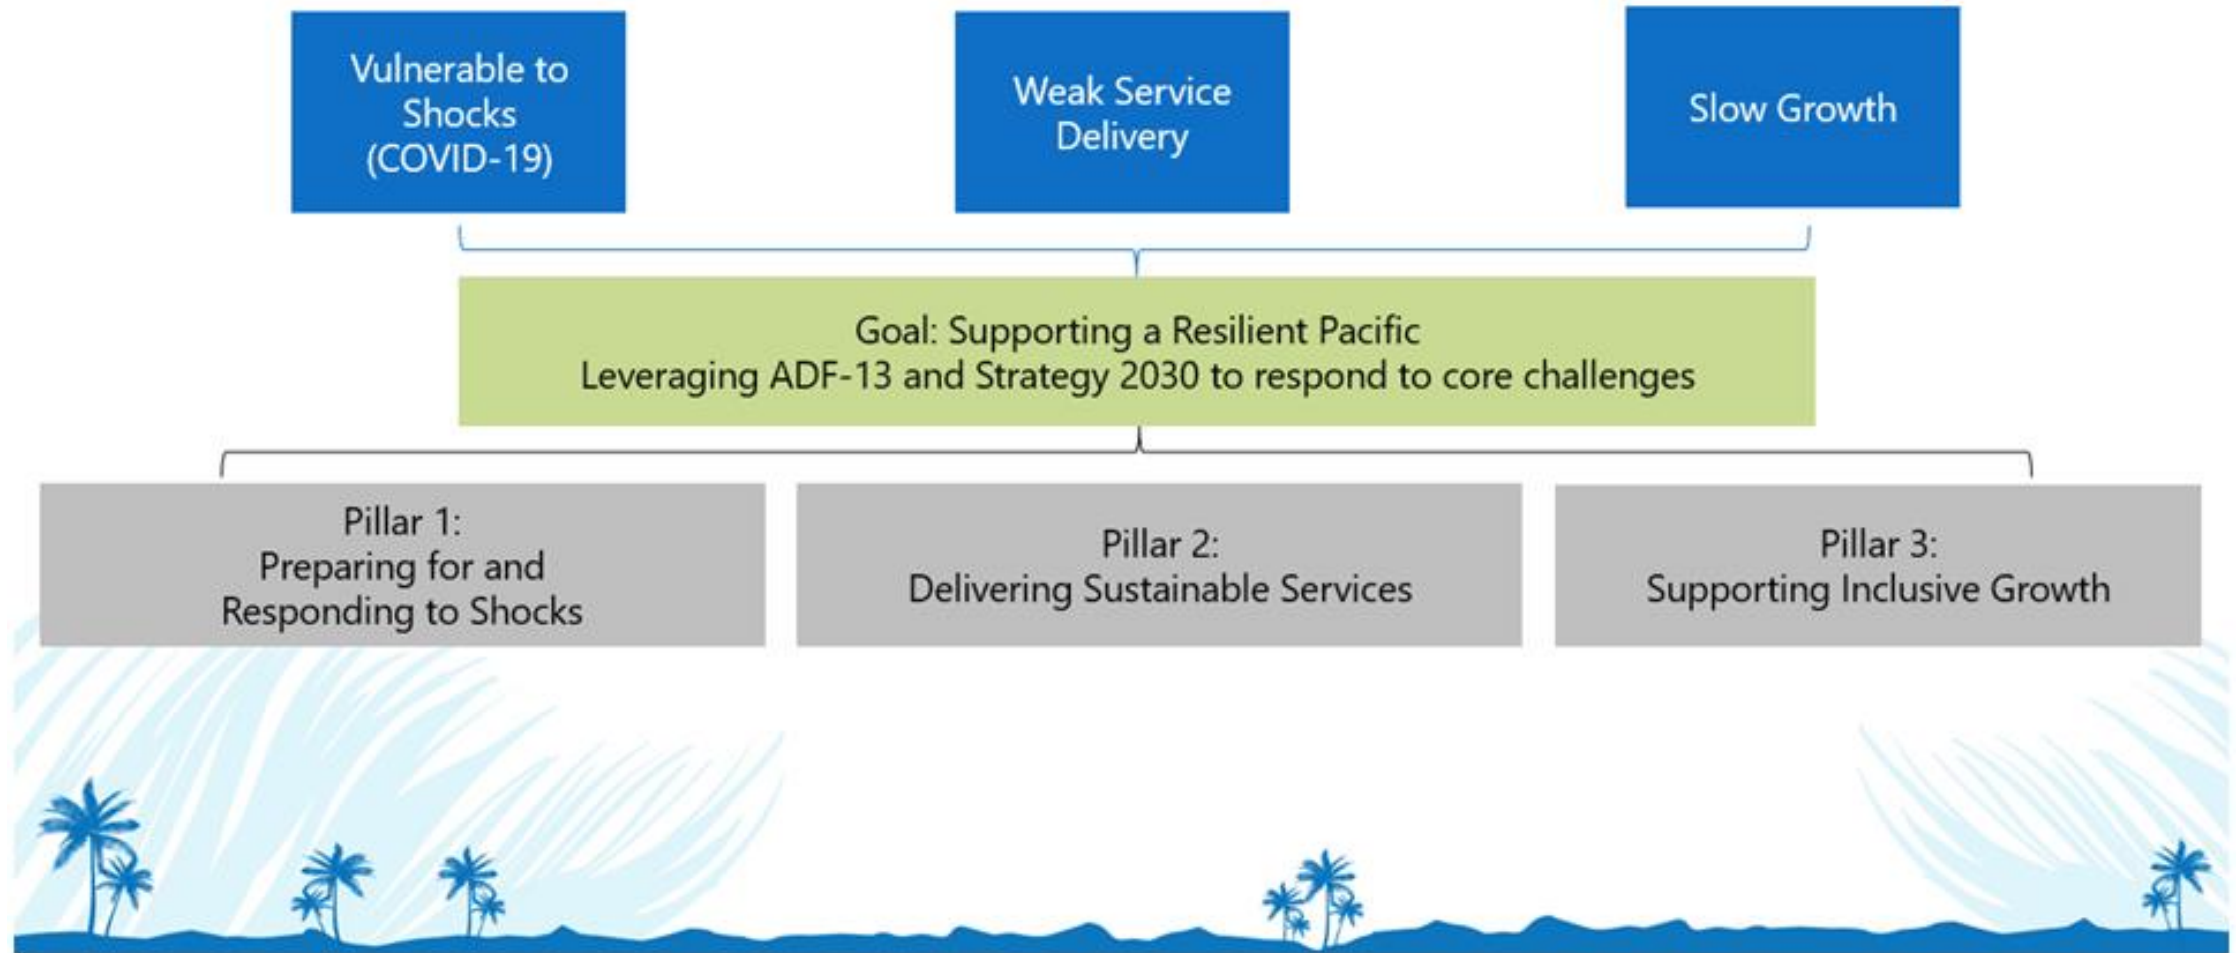 Vulnerable to
Shocks
(COVID-19)
Weak Service
Delivery
Slow Growth
Goal: Supporting a Resilient Pacific
Leveraging ADF-13 and Strategy 2030 to respond to core challenges
Pillar 1:
Preparing for and
Responding to Shocks
Pillar 2:
Delivering Sustainable Services
Pillar 3:
Supporting Inclusive Growth